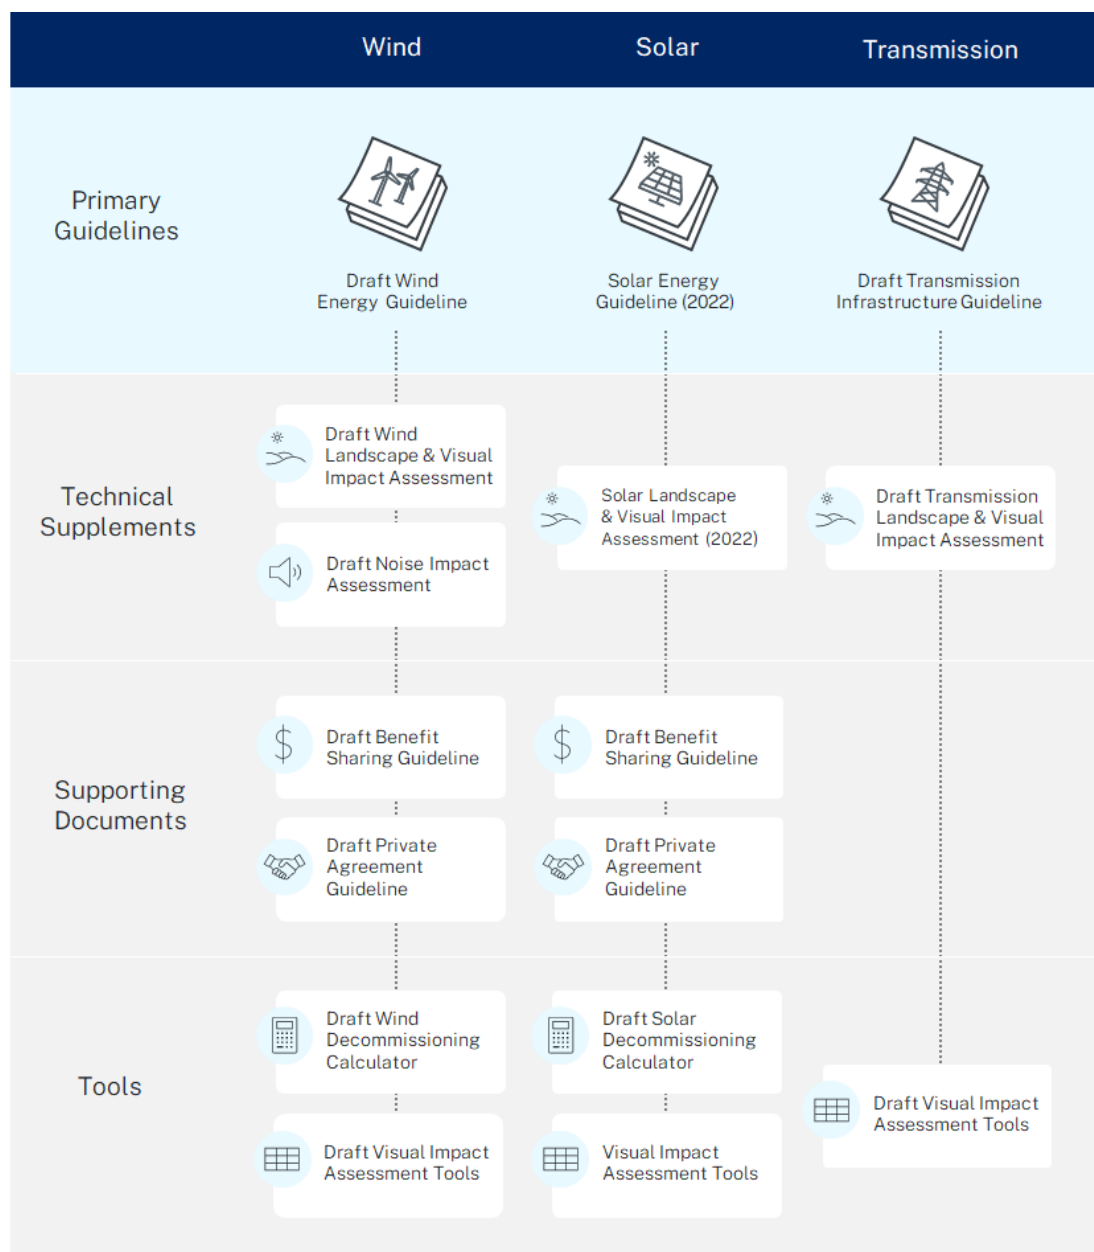 Wind
Solar
Transmission
Primary
Guidelines
Draft Wind
Energy Guideline
Solar Energy
Guideline (2022)
Draft Transmission
Infrastructure Guideline
Technical
Supplements
Draft Wind
Landscape & Visual
Impact Assessment
Draft Noise Impact
Assessment
Solar Landscape
& Visual Impact
Assessment (2022)
Draft Transmission
Landscape & Visual
Impact Assessment
Supporting
Documents
Draft Benefit
Sharing Guideline
Draft Private
Agreement
Guideline
Draft Benefit
Sharing Guideline
Draft Private
Agreement
Guideline
Tools
Draft Wind
Decommissioning
Calculator
Draft Visual Impact
Assessment Tools
Draft Solar
Decommissioning
Calculator
Visual Impact
Assessment Tools
Draft Visual Impact
Assessment Tools